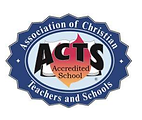 Association of Christian
ACTS
Accredited
School
Teachers and Schools